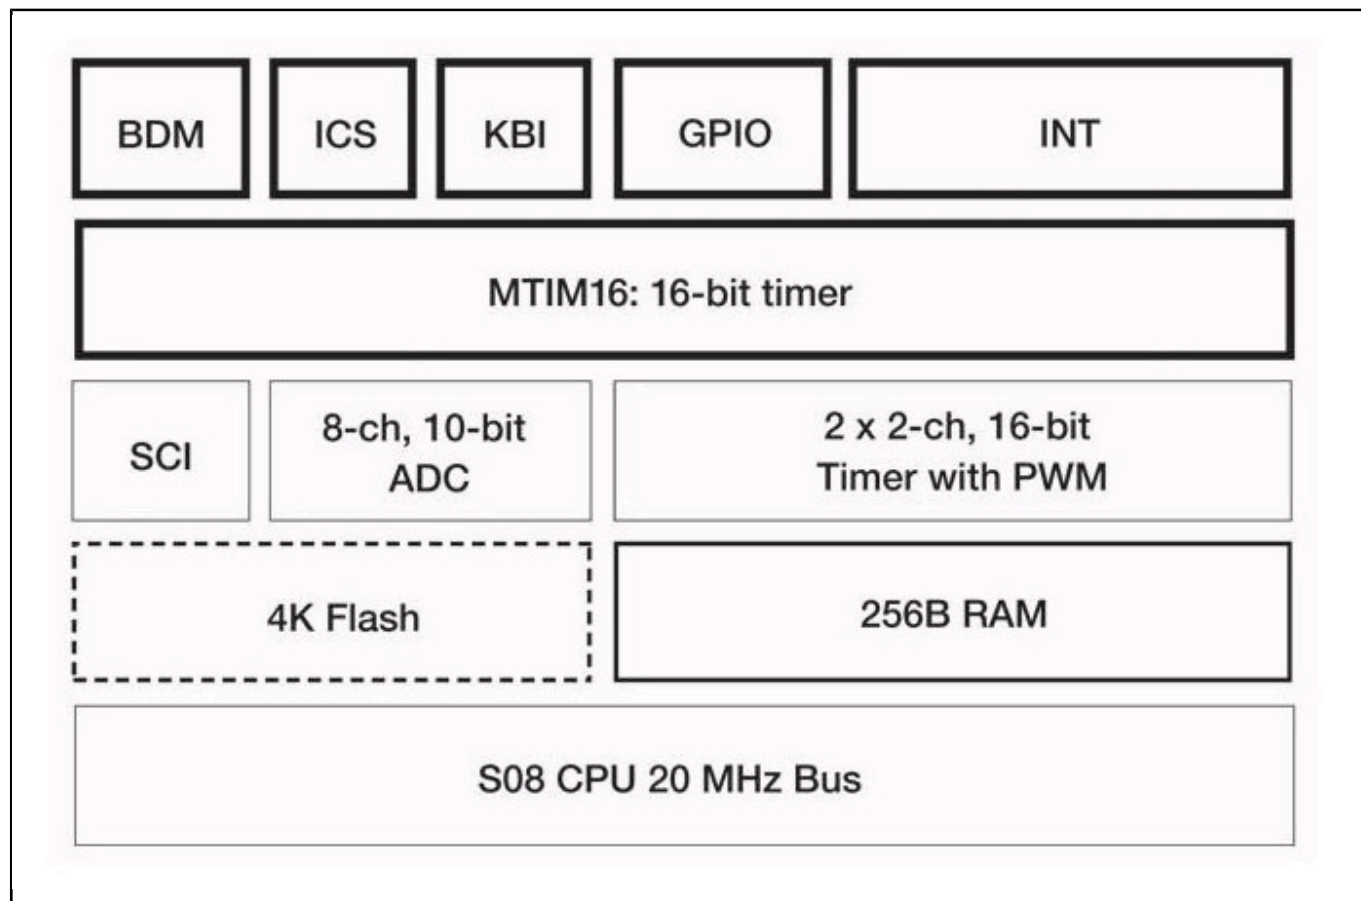 BDM
ICS
KBI
GPIO
INT
MTIM16: 16-bit timer
SCI
8-ch, 10-bit
ADC
2 x 2-ch, 16-bit
Timer with PWM
4K Flash
256B RAM
S08 CPU 20 MHz Bus